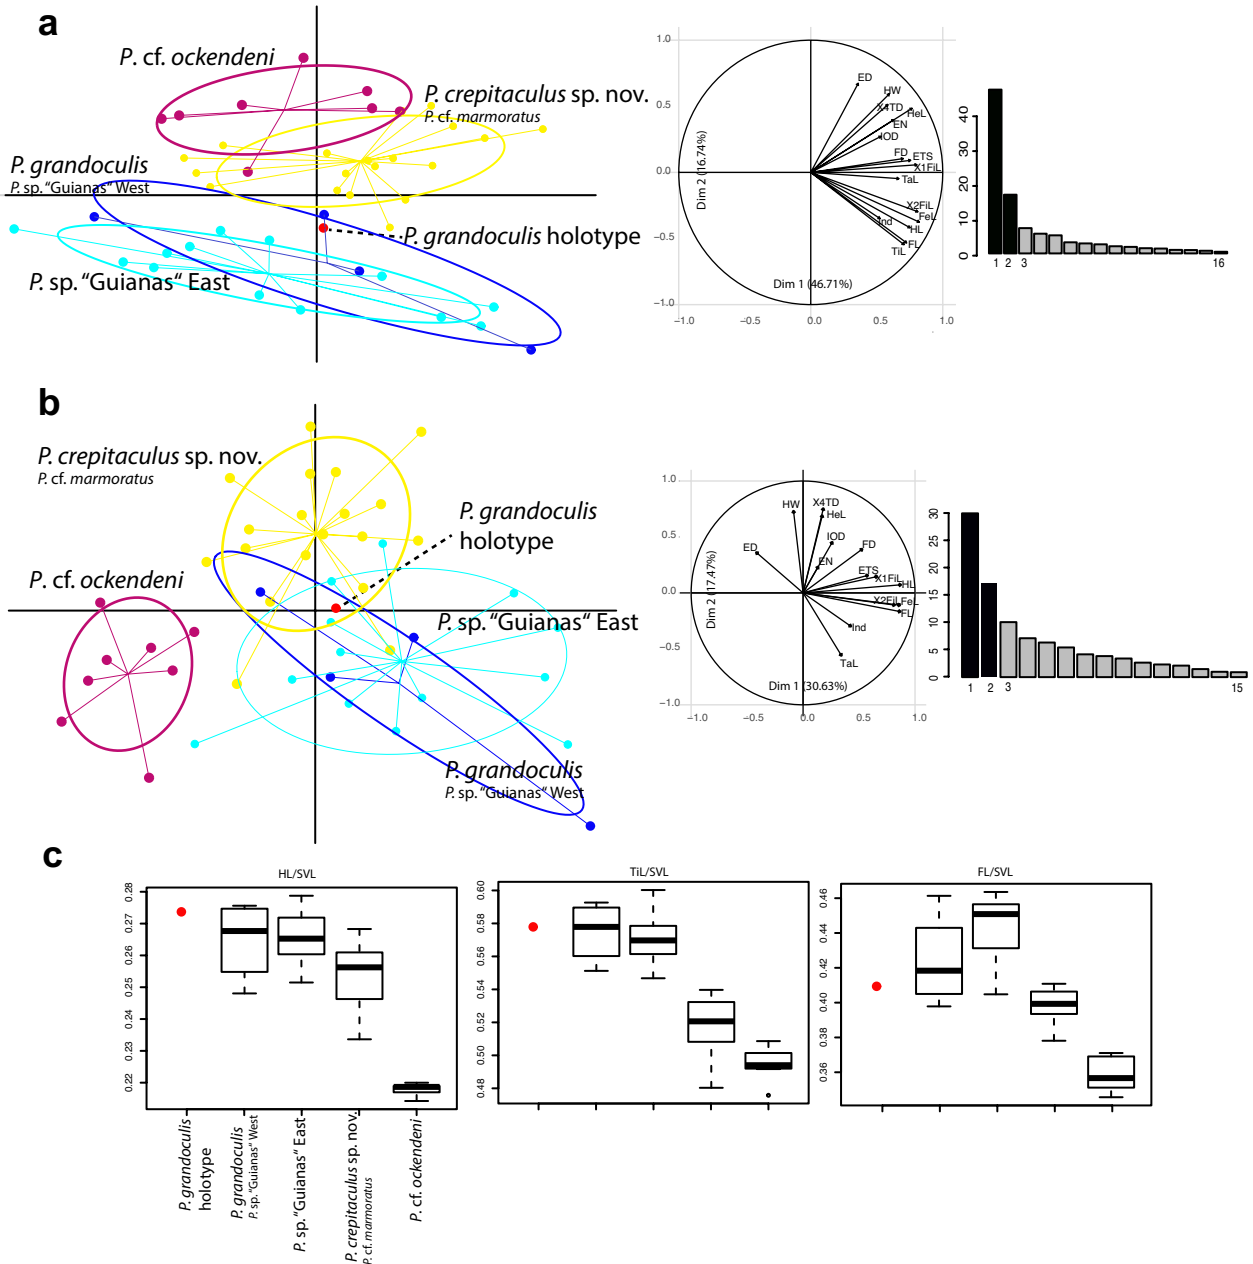 a
P. cf. ockendeni
P. crepitaculus sp. nov.
P. cf. marmoratus
P. grandoculis
P. sp. “Guianas” West
P. grandoculis holotype
P. sp. “Guianas“ East
1.0
0.5
0.0
−0.5
−1.0
Dim 2 (16.74%)
ED
HW
X4TD
HeL
EN
IOD
FD
ETS
X1FiL
TaL
X2FiL
Ind
FeL
HL
FL
TiL
Dim 1 (46.71%)
−1.0
−0.5
0.0
0.5
1.0
40
30
20
10
0
1
2
3
16
b
P. crepitaculus sp. nov.
P. cf. marmoratus
P. grandoculis
holotype
P. cf. ockendeni
P. sp. “Guianas“ East
P. grandoculis
P. sp. “Guianas” West
1.0
0.5
0.0
−0.5
−1.0
Dim 2 (17.47%)
HW
X4TD
HeL
IOD
FD
ED
EN
ETS
X1FiL
HL
X2FiL
FeL
FL
Ind
TaL
Dim 1 (30.63%)
−1.0
−0.5
0.0
0.5
1.0
30
25
20
15
10
5
0
1
2
3
15
c
HL/SVL
0.28
0.27
0.26
0.25
0.24
0.23
0.22
TiL/SVL
0.60
0.58
0.56
0.54
0.52
0.50
0.48
FL/SVL
0.46
0.44
0.42
0.40
0.38
0.36
P. grandoculis
holotype
P. grandoculis
P. sp. “Guianas“ West
P. sp. “Guianas“ East
P. crepitaculus sp. nov.
P. cf. marmoratus
P. cf. ockendeni